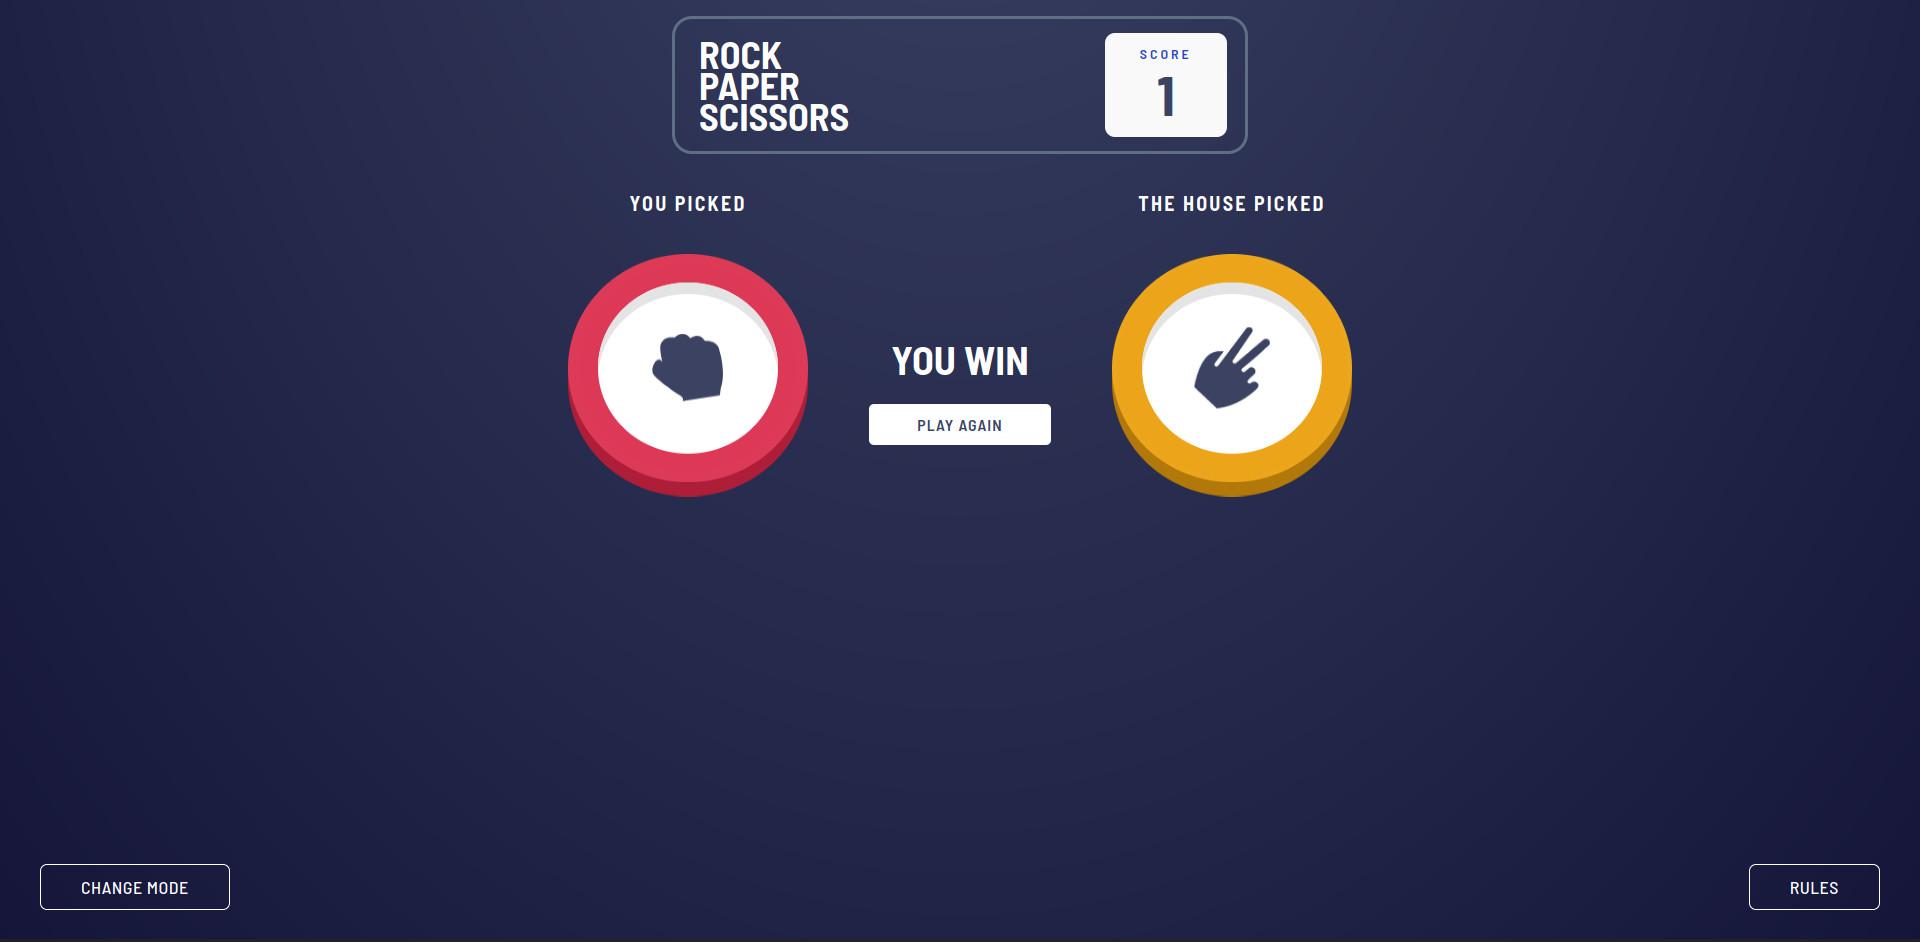 ROCK
PAPER
SCISSORS
SCORE
1
YOU PICKED
THE HOUSE PICKED
YOU WIN
PLAY AGAIN
CHANGE MODE
RULES